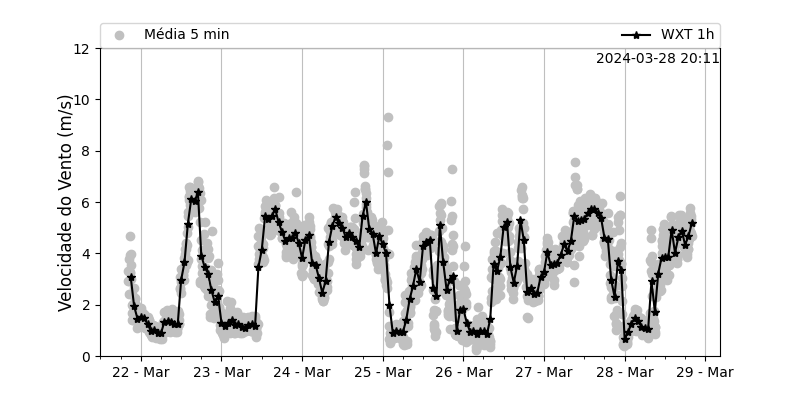 Média 5 min
WXT 1h
2024-03-28 20:11
Velocidade do Vento (m/s)
12
10
8
6
4
2
0
22 - Mar 23 - Mar 24 - Mar 25 - Mar 26 - Mar 27 - Mar 28 - Mar 29 - Mar